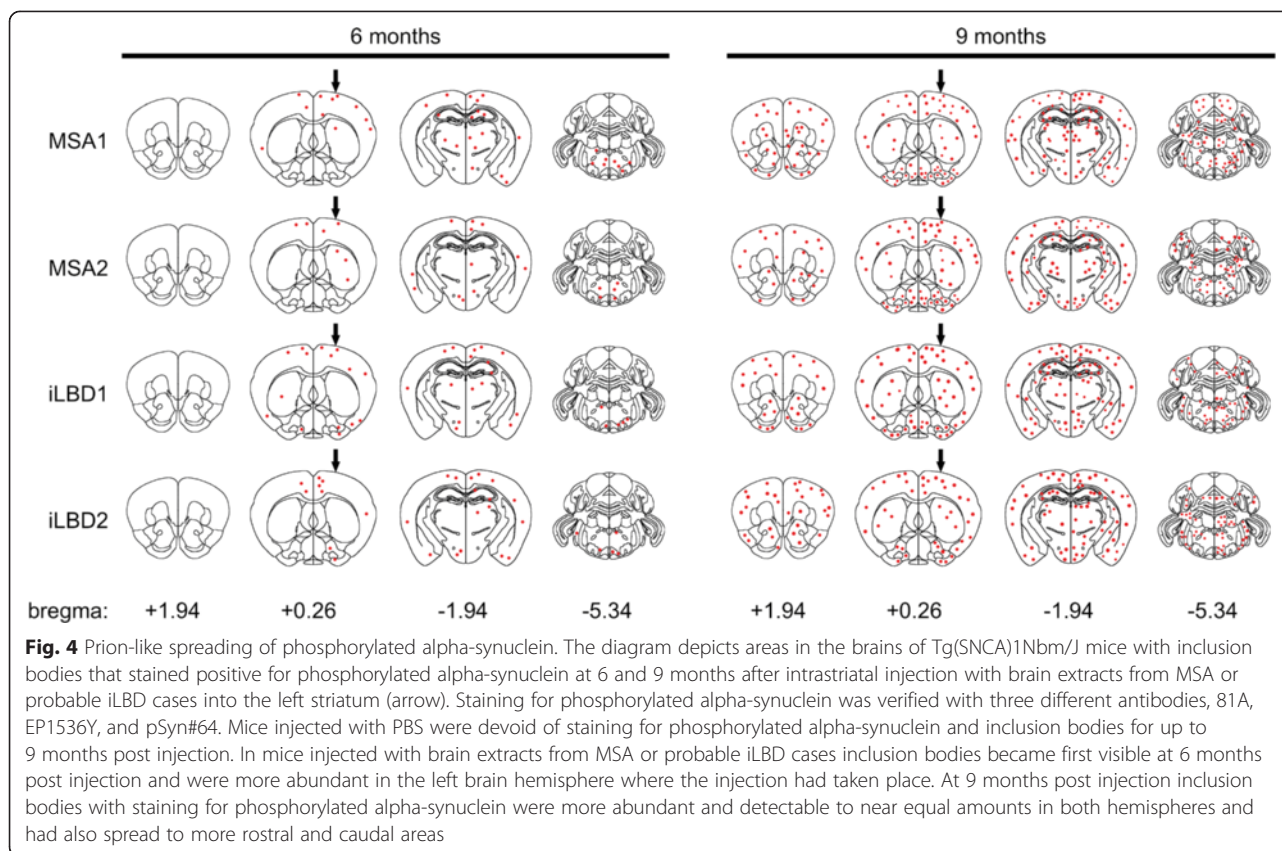 6 months
9 months
MSA1
MSA2
iLBD1
iLBD2
bregma: +1.94 +0.26 -1.94 -5.34 +1.94 +0.26 -1.94 -5.34
Fig. 4 Prion-like spreading of phosphorylated alpha-synuclein. The diagram depicts areas in the brains of Tg(SNCA)1Nbm/J mice with inclusion
bodies that stained positive for phosphorylated alpha-synuclein at 6 and 9 months after intrastriatal injection with brain extracts from MSA or
probable iLBD cases into the left striatum (arrow). Staining for phosphorylated alpha-synuclein was verified with three different antibodies, 81A,
EP1536Y, and pSyn#64. Mice injected with PBS were devoid of staining for phosphorylated alpha-synuclein and inclusion bodies for up to
9 months post injection. In mice injected with brain extracts from MSA or probable iLBD cases inclusion bodies became first visible at 6 months
post injection and were more abundant in the left brain hemisphere where the injection had taken place. At 9 months post injection inclusion
bodies with staining for phosphorylated alpha-synuclein were more abundant and detectable to near equal amounts in both hemispheres and
had also spread to more rostral and caudal areas